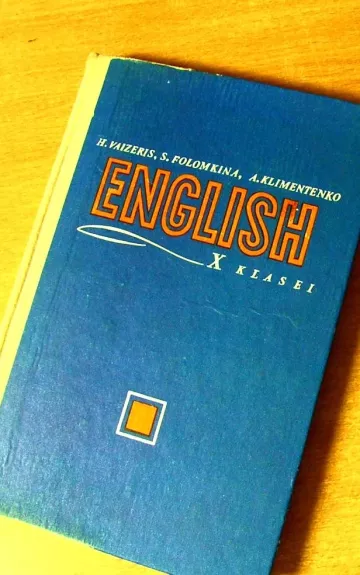 H. VAIZERIS, S. FOLOMKINA, A. KLIMENTENKO
ENGLISH
X KLASEI